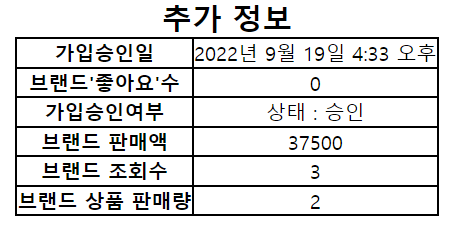 추가 정보
가입승인일 2022년 9월 19일 4:33 오후
브랜드'좋아요'수 0
가입승인여부 상태 : 승인
브랜드 판매액 37500
브랜드 조회수 3
브랜드 상품 판매량 2